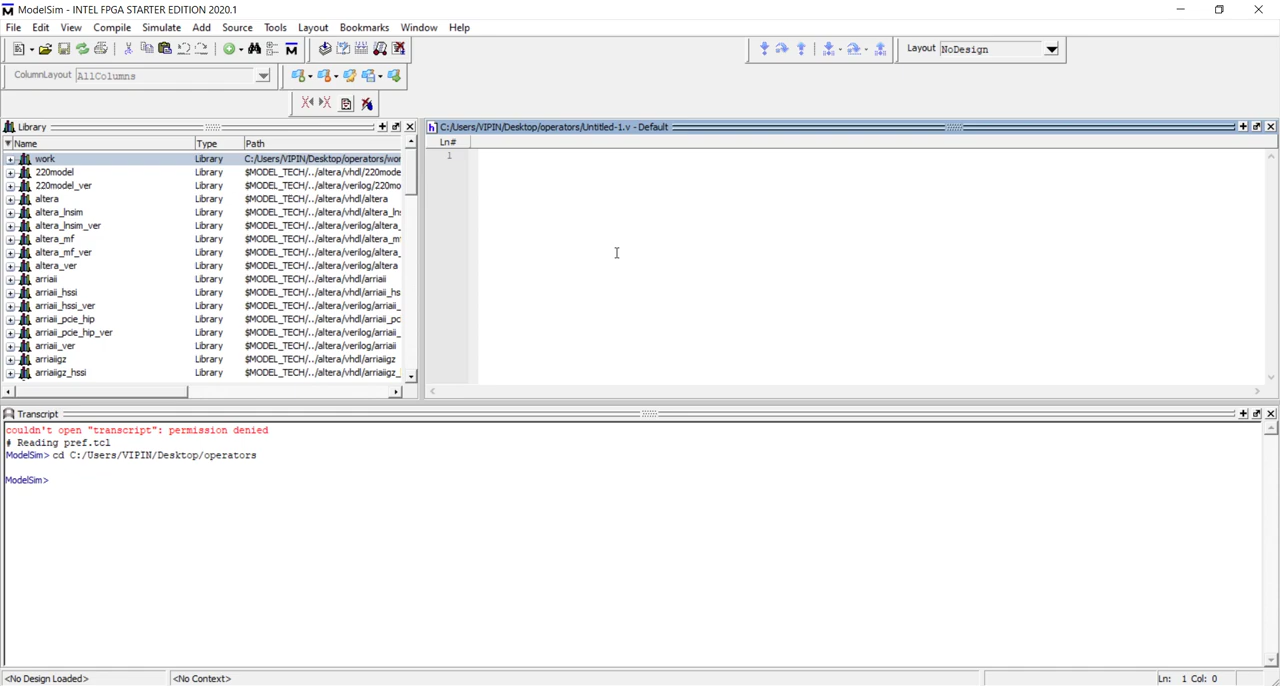 ModelSim - INTEL FPGA STARTER EDITION 2020.1
File Edit View Compile Simulate Add Source Tools Layout Bookmarks Window Help
Layout NoDesign
ColumnLayout AllColumns
Library
Name Type Path
work Library C:/Users/VIPIN/Desktop/operators/wor
220model Library $MODEL_TECH/../altera/vhdl/220mode
220model_ver Library $MODEL_TECH/../altera/verilog/220mo
altera Library $MODEL_TECH/../altera/vhdl/altera
altera_lnsim Library $MODEL_TECH/../altera/vhdl/altera_lns
altera_lnsim_ver Library $MODEL_TECH/../altera/verilog/altera_
altera_mf Library $MODEL_TECH/../altera/vhdl/altera_m
altera_mf_ver Library $MODEL_TECH/../altera/verilog/altera_
altera_ver Library $MODEL_TECH/../altera/verilog/altera
arriaii Library $MODEL_TECH/../altera/vhdl/arriaii
arriaii_hssi Library $MODEL_TECH/../altera/vhdl/arriaii_hs
arriaii_hssi_ver Library $MODEL_TECH/../altera/verilog/arriaii_
arriaii_pcie_hip Library $MODEL_TECH/../altera/vhdl/arriaii_pc
arriaii_pcie_hip_ver Library $MODEL_TECH/../altera/verilog/arriaii_
arriaii_ver Library $MODEL_TECH/../altera/verilog/arriaii
arriaiigz Library $MODEL_TECH/../altera/vhdl/arriaiigz
arriaiigz_hssi Library $MODEL_TECH/../altera/vhdl/arriaiigz_
C:/Users/VIPIN/Desktop/operators/Untitled-1.v - Default
Ln#
1
Transcript
couldn't open "transcript": permission denied
# Reading pref.tcl
ModelSim> cd C:/Users/VIPIN/Desktop/operators
ModelSim>
<No Design Loaded> <No Context> Ln: 1 Col: 0